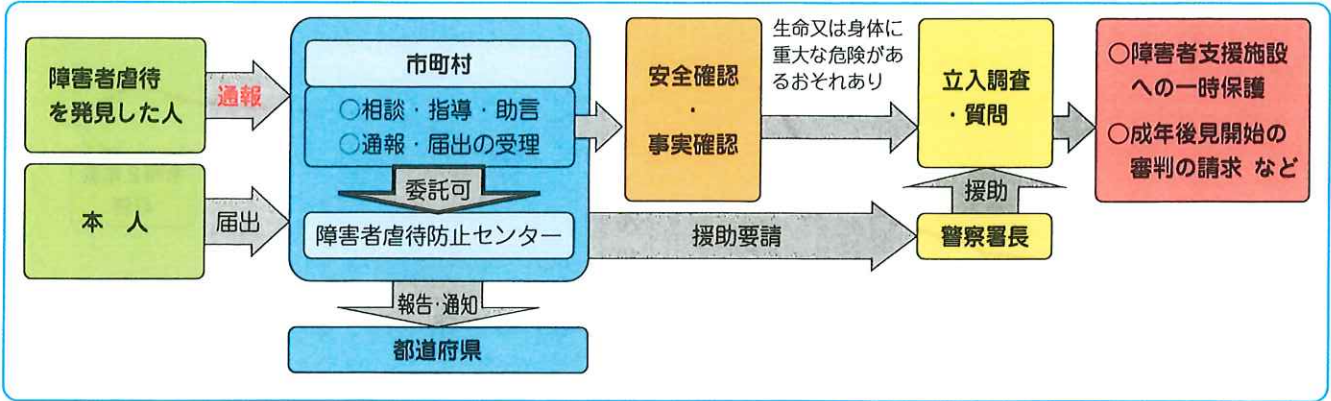 障害者虐待
を発見した人
通報
本 人
届出
市町村
○相談・指導・助言
○通報・届出の受理
委託可
障害者虐待防止センター
報告・通知
都道府県
安全確認
・
事実確認
生命又は身体に
重大な危険があ
るおそれあり
立入調査
・質問
援助
援助要請
警察署長
○障害者支援施設
への一時保護
○成年後見開始の
審判の請求 など